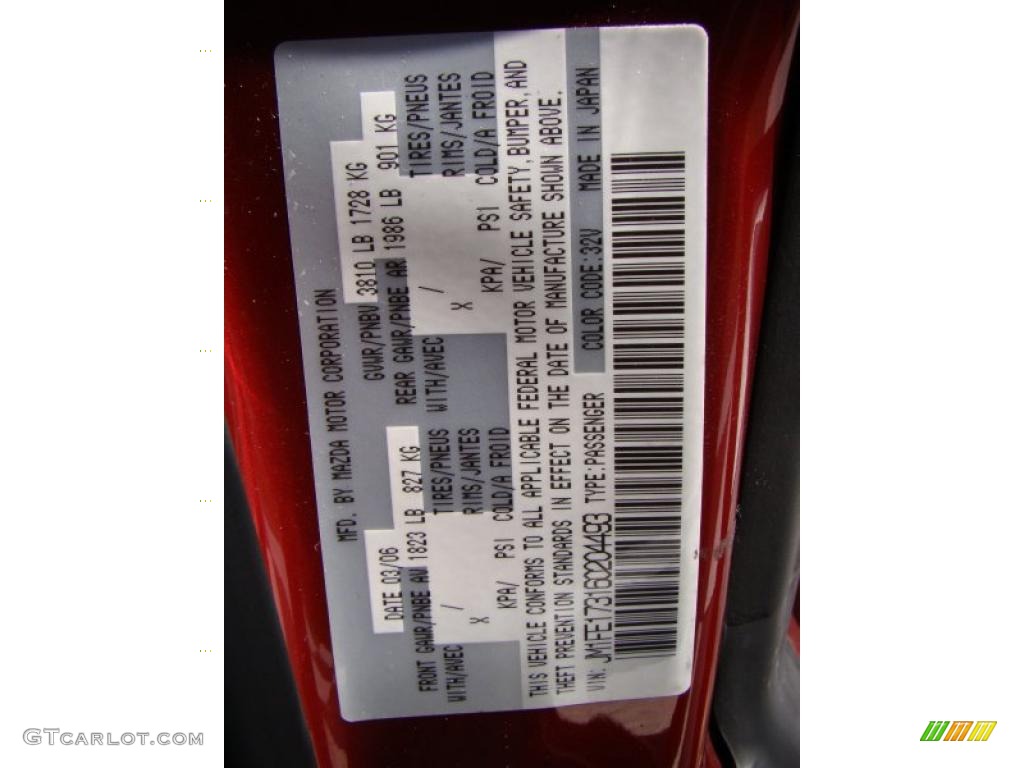 MFD. BY MAZDA MOTOR CORPORATION
DATE 03/06 GVWR/PNBV 3810 LB 1728 KG
FRONT GAWR/PNBE AV 1823 LB 827 KG REAR GAWR/PNBE AR 1986 LB 901 KG
WITH/AVEC / TIRES/PNEUS WITH/AVEC / TIRES/PNEUS
X RIMS/JANTES X RIMS/JANTES
KPA/ PSI COLD/A FROID KPA/ PSI COLD/A FROID
THIS VEHICLE CONFORMS TO ALL APPLICABLE FEDERAL MOTOR VEHICLE SAFETY, BUMPER, AND
THEFT PREVENTION STANDARDS IN EFFECT ON THE DATE OF MANUFACTURE SHOWN ABOVE.
VIN: JM1FE173160204493 TYPE:PASSENGER COLOR CODE:32V MADE IN JAPAN
GTCARLOT.COM